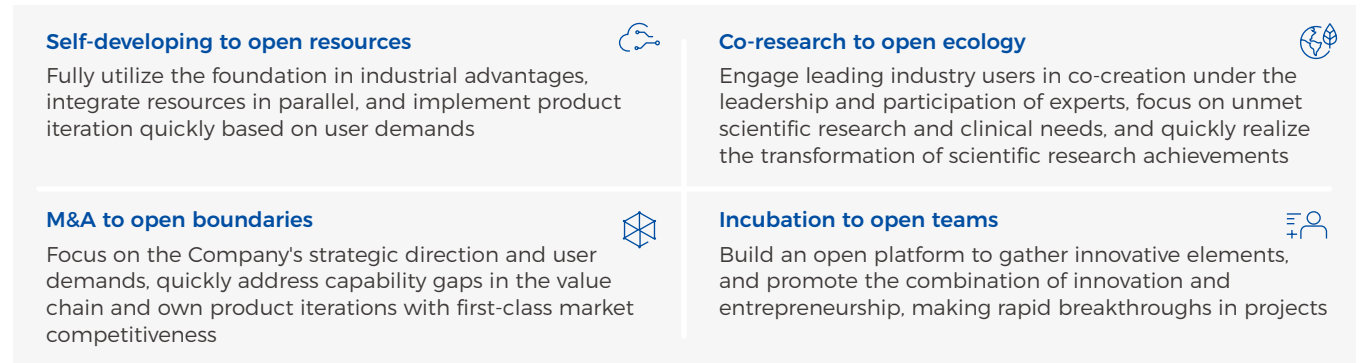 Self-developing to open resources
Fully utilize the foundation in industrial advantages,
integrate resources in parallel, and implement product
iteration quickly based on user demands
Co-research to open ecology
Engage leading industry users in co-creation under the
leadership and participation of experts, focus on unmet
scientific research and clinical needs, and quickly realize
the transformation of scientific research achievements
M&A to open boundaries
Focus on the Company's strategic direction and user
demands, quickly address capability gaps in the value
chain and own product iterations with first-class market
competitiveness
Incubation to open teams
Build an open platform to gather innovative elements,
and promote the combination of innovation and
entrepreneurship, making rapid breakthroughs in projects